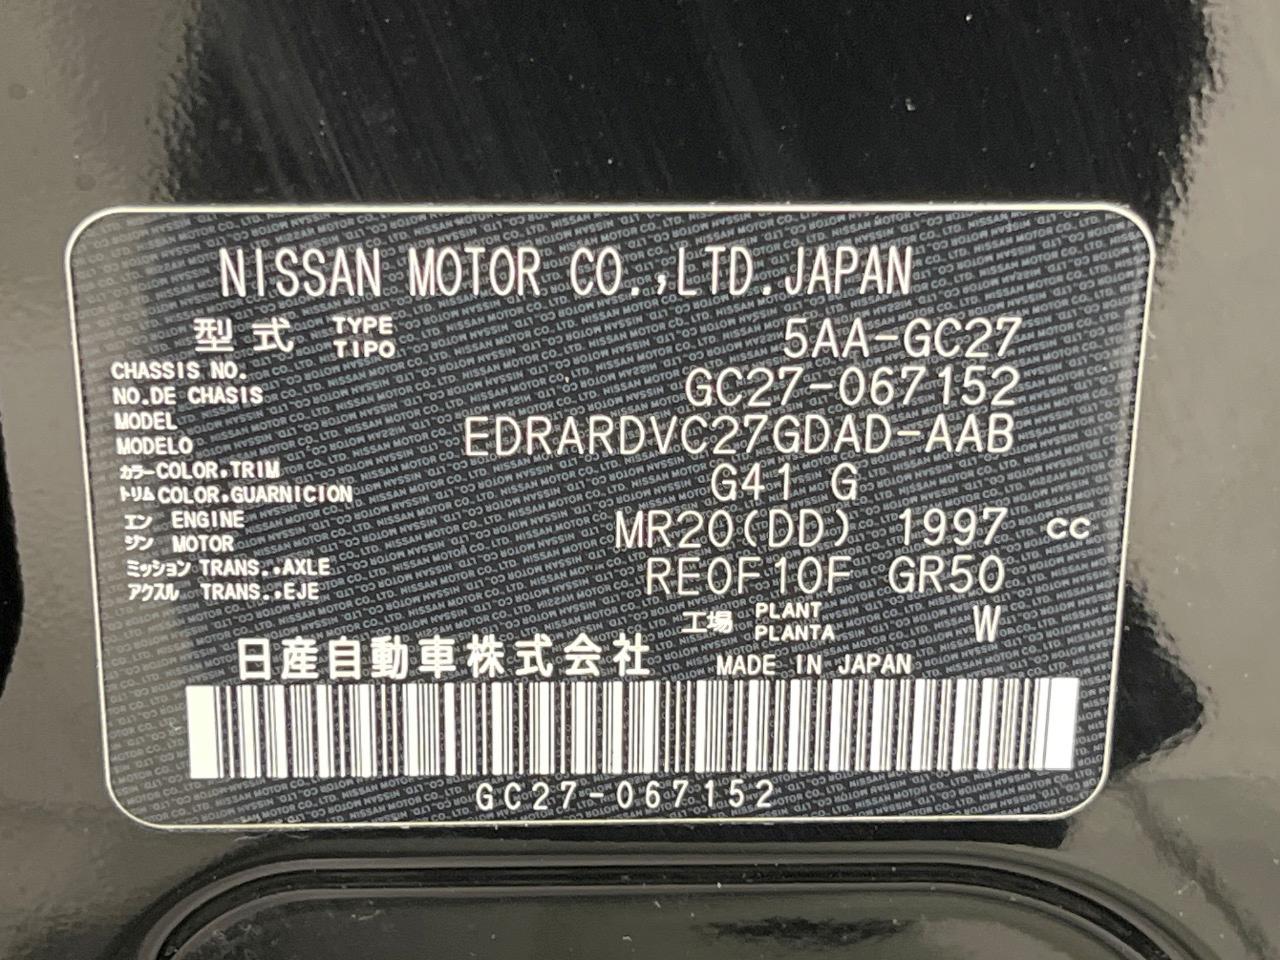 NISSAN MOTOR CO.,LTD.JAPAN
型式 TYPE TIPO 5AA-GC27
CHASSIS NO.
NO.DE CHASIS GC27-067152
MODEL
MODELO EDRARDVC27GDAD-AAB
カラー COLOR,TRIM
トリム COLOR,GUARNICION G41 G
エン ENGINE
ジン MOTOR MR20(DD) 1997 cc
ミッション TRANS.,AXLE
アクスル TRANS.,EJE RE0F10F GR50
工場 PLANT PLANTA W
日産自動車株式会社 MADE IN JAPAN
GC27-067152